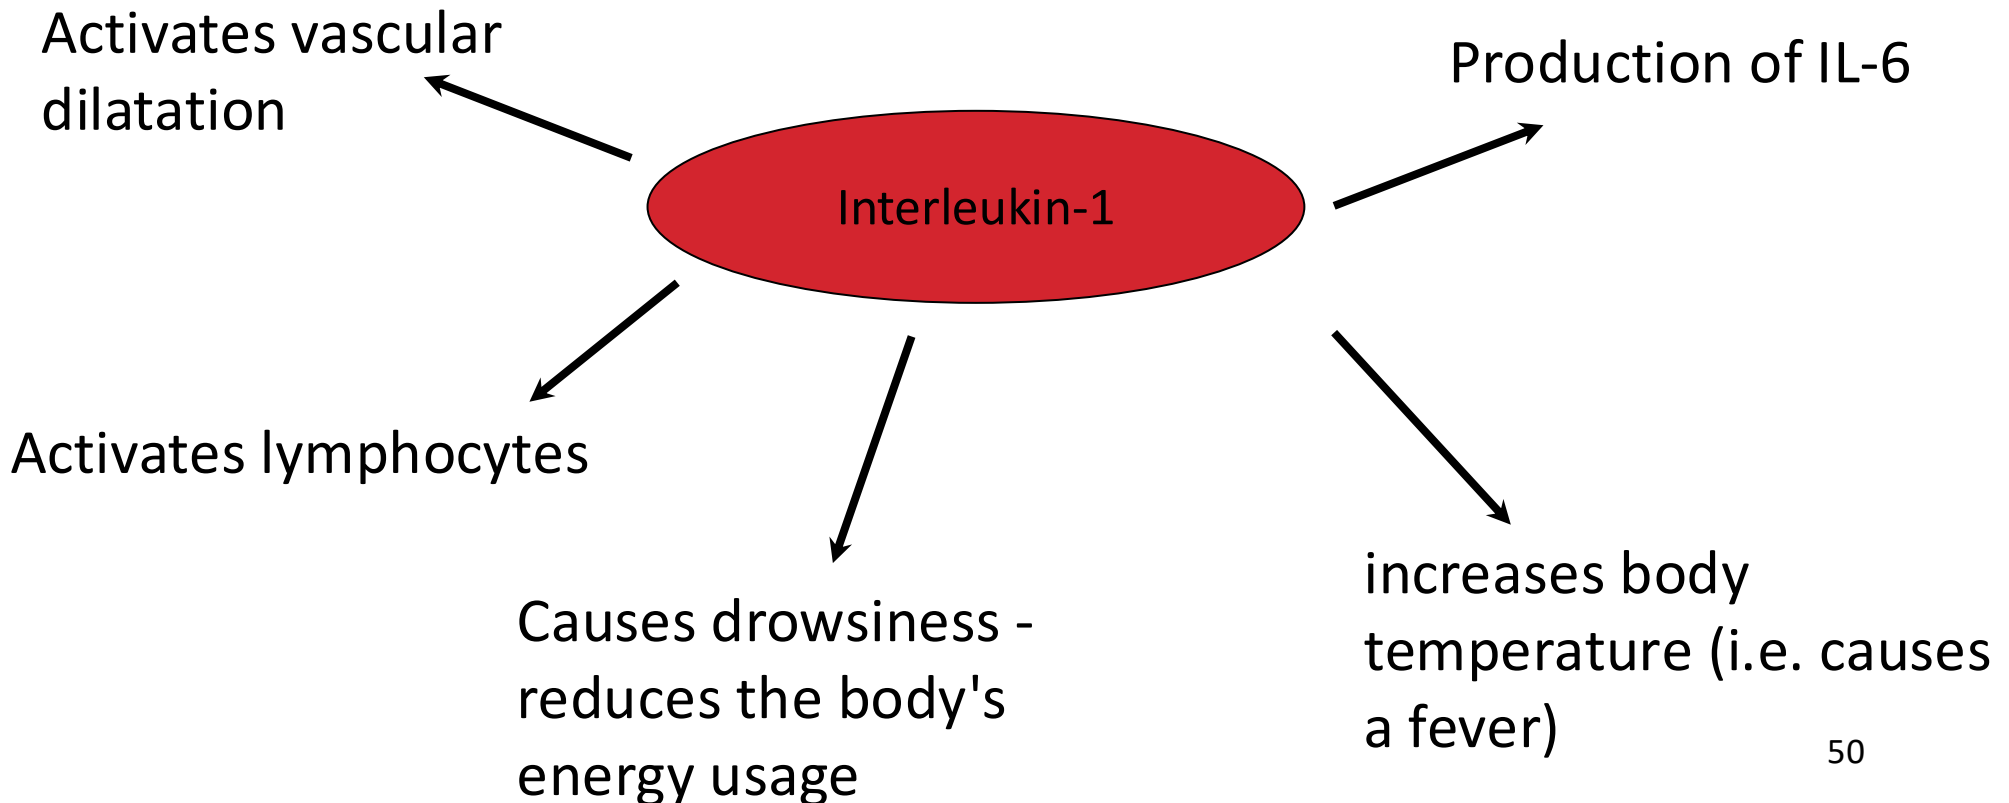 Activates vascular
dilatation
Production of IL-6
Interleukin-1
Activates lymphocytes
Causes drowsiness -
reduces the body's
energy usage
increases body
temperature (i.e. causes
a fever)
50